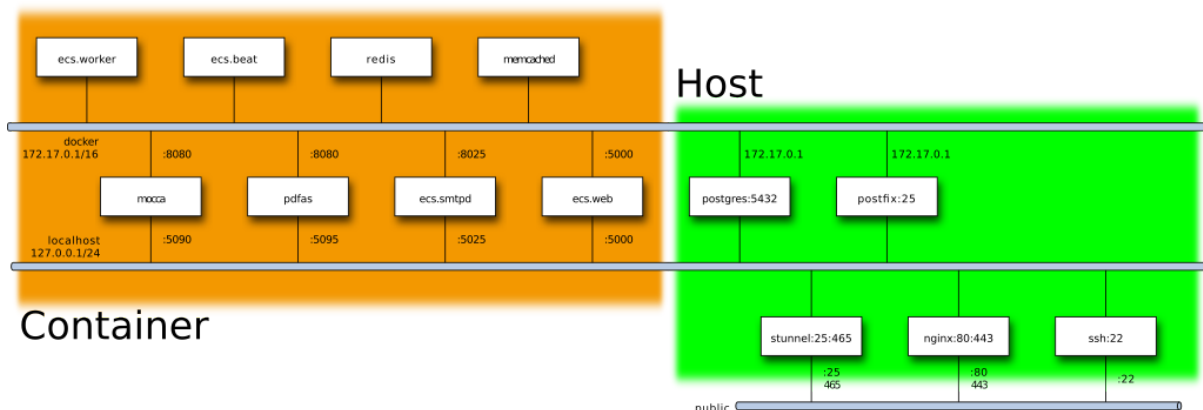 ecs.worker
ecs.beat
redis
memcached
Host
docker
172.17.0.1/16
:8080
:8080
:8025
:5000
172.17.0.1
172.17.0.1
mocca
pdfas
ecs.smtpd
ecs.web
postgres:5432
postfix:25
localhost
127.0.0.1/24
:5090
:5095
:5025
:5000
Container
stunnel:25:465
nginx:80:443
ssh:22
:25
465
:80
443
:22
public